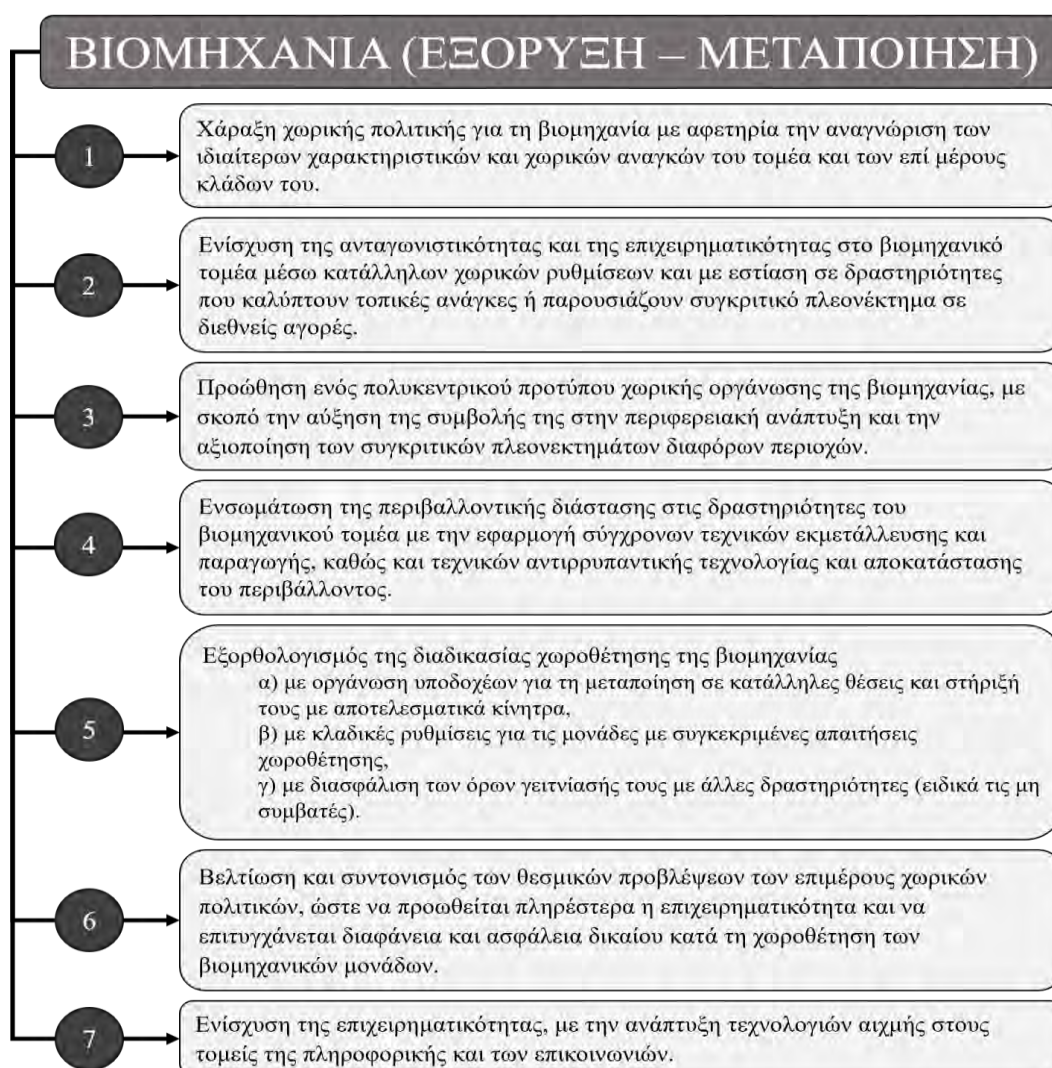 ΒΙΟΜΗΧΑΝΙΑ (ΕΞΟΡΥΞΗ – ΜΕΤΑΠΟΙΗΣΗ)
1
Χάραξη χωρικής πολιτικής για τη βιομηχανία με αφετηρία την αναγνώριση των
ιδιαίτερων χαρακτηριστικών και χωρικών αναγκών του τομέα και των επί μέρους
κλάδων του.
2
Ενίσχυση της ανταγωνιστικότητας και της επιχειρηματικότητας στο βιομηχανικό
τομέα μέσω κατάλληλων χωρικών ρυθμίσεων και με εστίαση σε δραστηριότητες
που καλύπτουν τοπικές ανάγκες ή παρουσιάζουν συγκριτικό πλεονέκτημα σε
διεθνείς αγορές.
3
Προώθηση ενός πολυκεντρικού προτύπου χωρικής οργάνωσης της βιομηχανίας, με
σκοπό την αύξηση της συμβολής της στην περιφερειακή ανάπτυξη και την
αξιοποίηση των συγκριτικών πλεονεκτημάτων διαφόρων περιοχών.
4
Ενσωμάτωση της περιβαλλοντικής διάστασης στις δραστηριότητες του
βιομηχανικού τομέα με την εφαρμογή σύγχρονων τεχνικών εκμετάλλευσης και
παραγωγής, καθώς και τεχνικών αντιρρυπαντικής τεχνολογίας και αποκατάστασης
του περιβάλλοντος.
5
Εξορθολογισμός της διαδικασίας χωροθέτησης της βιομηχανίας
α) με οργάνωση υποδοχέων για τη μεταποίηση σε κατάλληλες θέσεις και στήριξή
τους με αποτελεσματικά κίνητρα,
β) με κλαδικές ρυθμίσεις για τις μονάδες με συγκεκριμένες απαιτήσεις
χωροθέτησης,
γ) με διασφάλιση των όρων γειτνίασής τους με άλλες δραστηριότητες (ειδικά τις μη
συμβατές).
6
Βελτίωση και συντονισμός των θεσμικών προβλέψεων των επιμέρους χωρικών
πολιτικών, ώστε να προωθείται πληρέστερα η επιχειρηματικότητα και να
επιτυγχάνεται διαφάνεια και ασφάλεια δικαίου κατά τη χωροθέτηση των
βιομηχανικών μονάδων.
7
Ενίσχυση της επιχειρηματικότητας, με την ανάπτυξη τεχνολογιών αιχμής στους
τομείς της πληροφορικής και των επικοινωνιών.